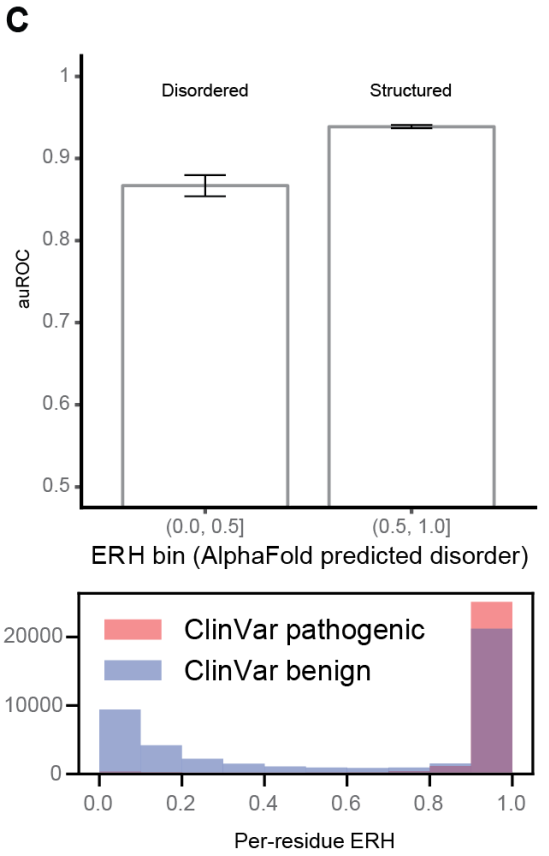 C
Disordered
Structured
1
0.9
0.8
0.7
0.6
0.5
auROC
(0.0, 0.5]
(0.5, 1.0]
ERH bin (AlphaFold predicted disorder)
ClinVar pathogenic
ClinVar benign
20000
10000
0
0.0
0.2
0.4
0.6
0.8
1.0
Per-residue ERH